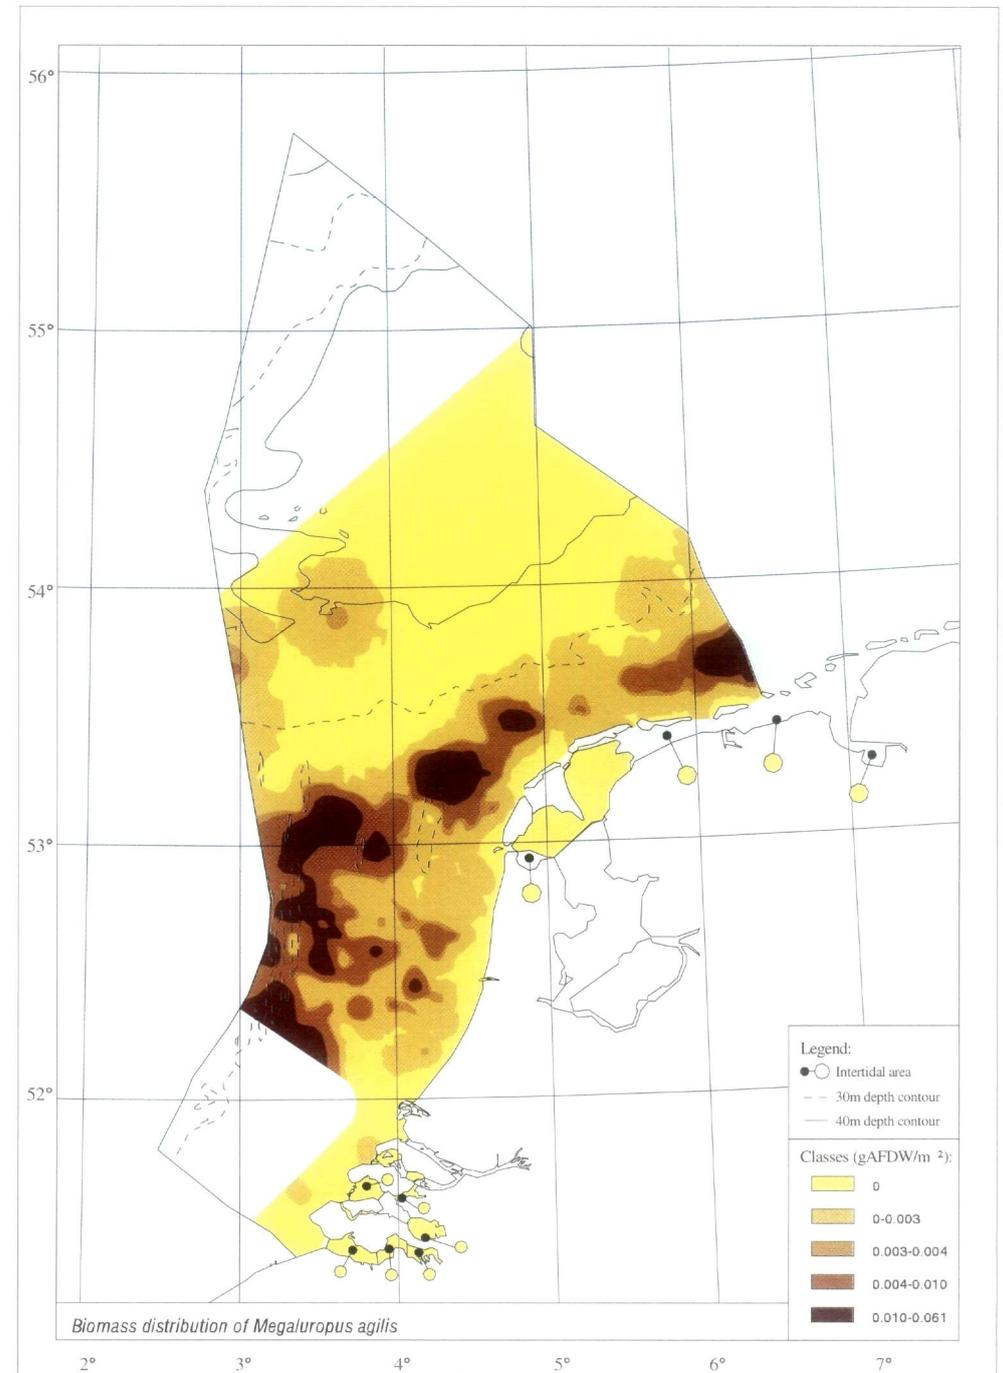 56°
55°
54°
53°
52°
Legend:
Intertidal area
30m depth contour
40m depth contour
Classes (gAFDW/m ²):
0
0-0.003
0.003-0.004
0.004-0.010
0.010-0.061
Biomass distribution of Megaluropus agilis
2° 3° 4° 5° 6° 7°